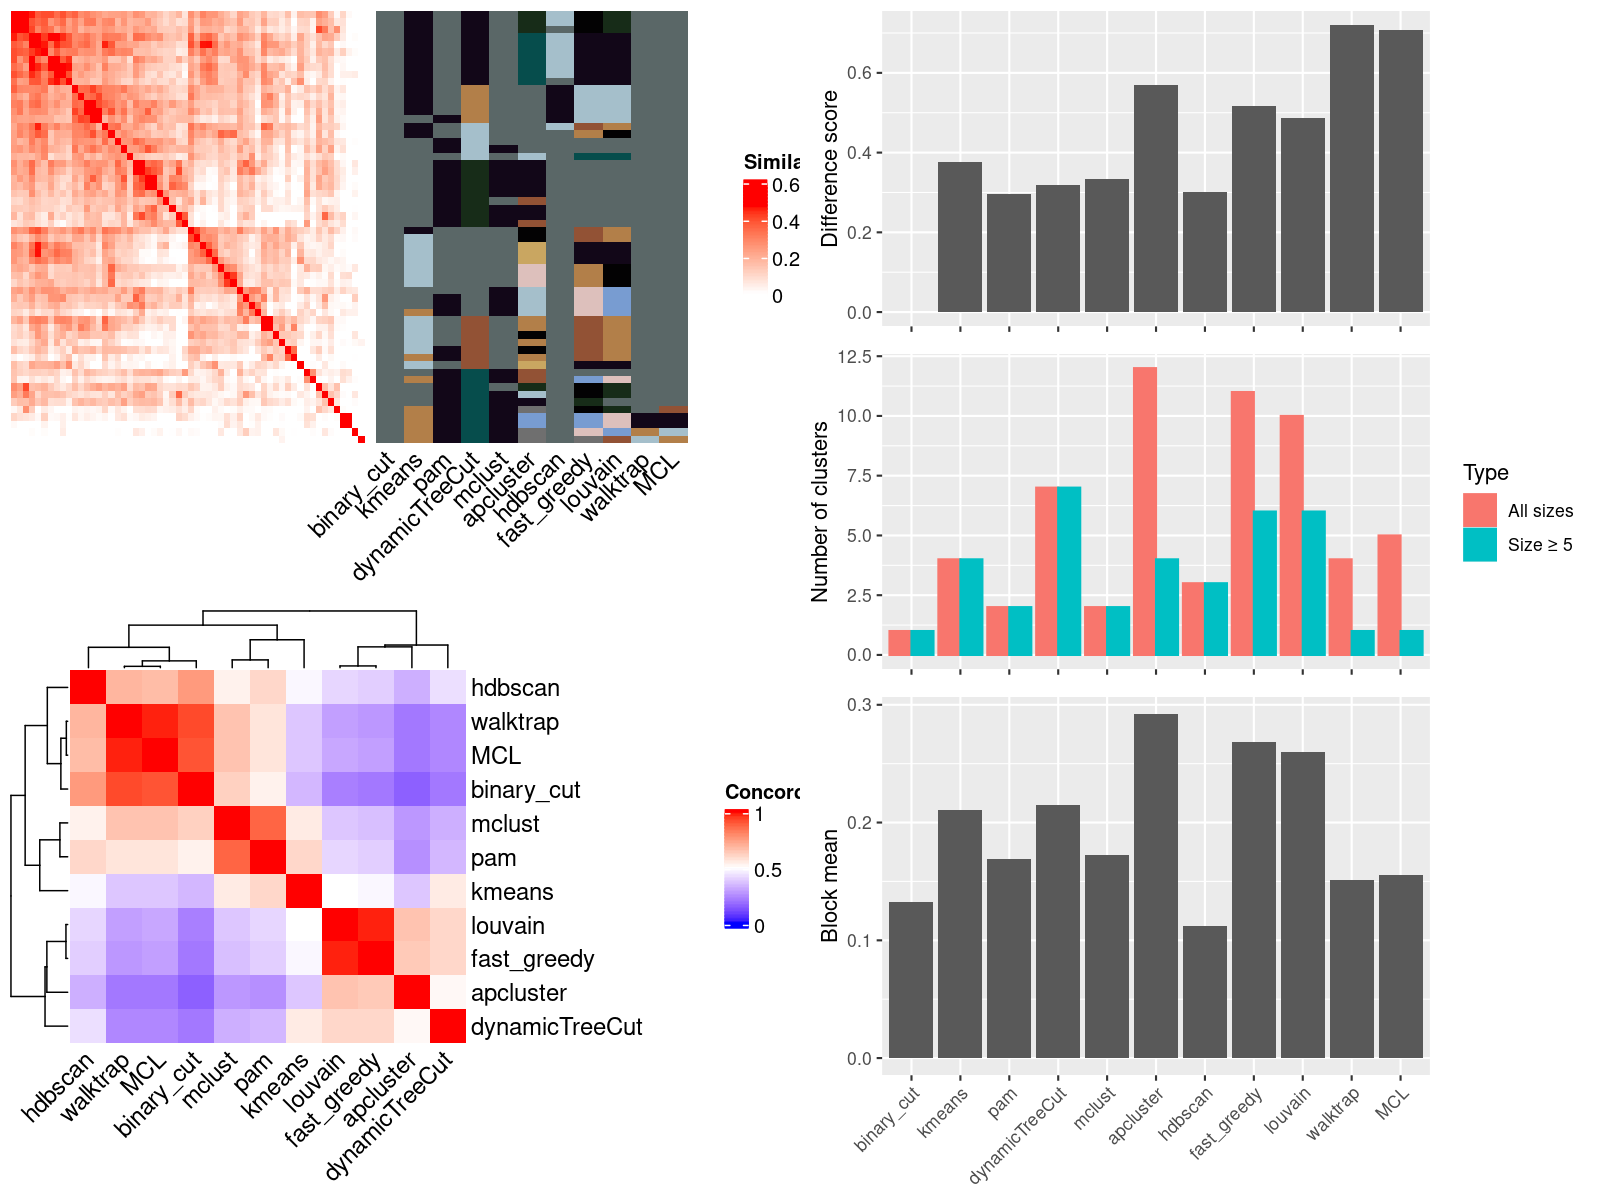 Simila
0.6
0.4
0.2
0
binary_cut
kmeans
pam
dynamicTreeCut
mclust
apcluster
hdbscan
fast_greedy
louvain
walktrap
MCL
hdbscan
walktrap
MCL
binary_cut
mclust
pam
kmeans
louvain
fast_greedy
apcluster
dynamicTreeCut
hdbscan
walktrap
MCL
binary_cut
mclust
pam
kmeans
louvain
fast_greedy
apcluster
dynamicTreeCut
Concord
1
0.5
0
Difference score
0.6
0.4
0.2
0.0
Number of clusters
12.5
10.0
7.5
5.0
2.5
0.0
Type
All sizes
Size ≥ 5
Block mean
0.3
0.2
0.1
0.0
binary_cut
kmeans
pam
dynamicTreeCut
mclust
apcluster
hdbscan
fast_greedy
louvain
walktrap
MCL